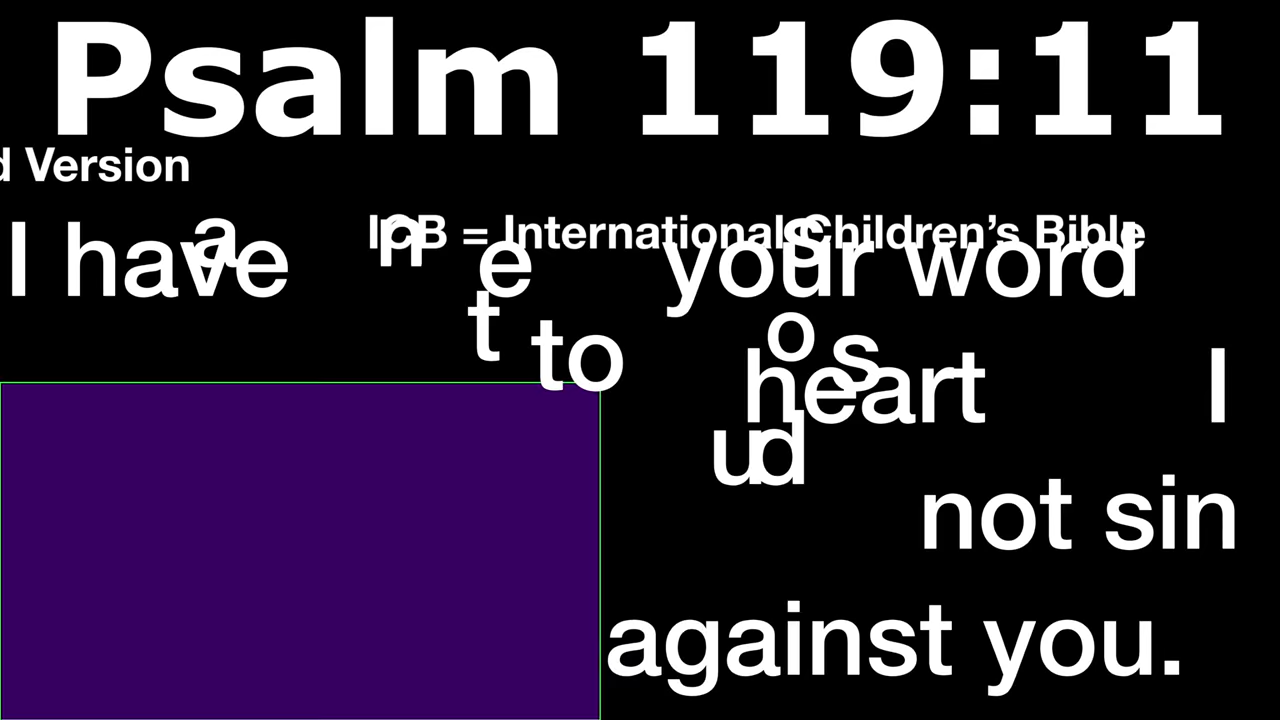 Psalm 119:11
d Version
ICB = International Children’s Bible
I have your word
to
heart I
not sin
against you.